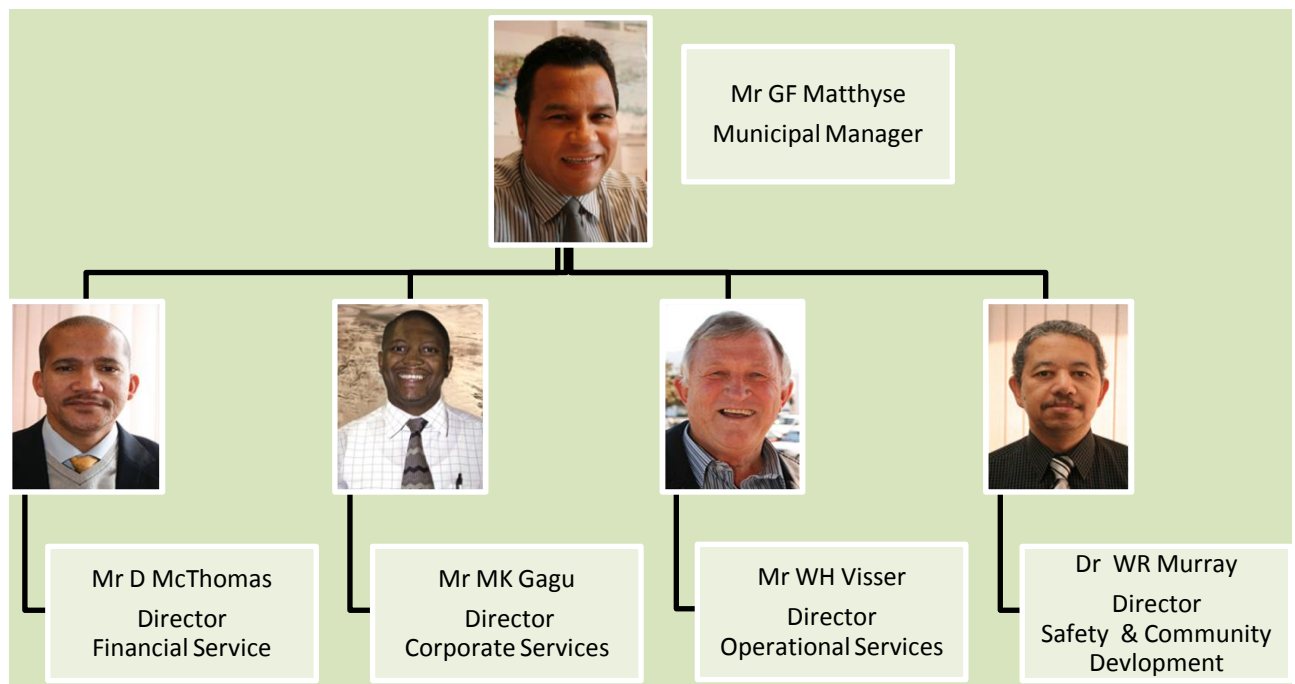 Mr GF Matthyse
Municipal Manager
Mr D McThomas
Director
Financial Service
Mr MK Gagu
Director
Corporate Services
Mr WH Visser
Director
Operational Services
Dr WR Murray
Director
Safety & Community
Devlopment